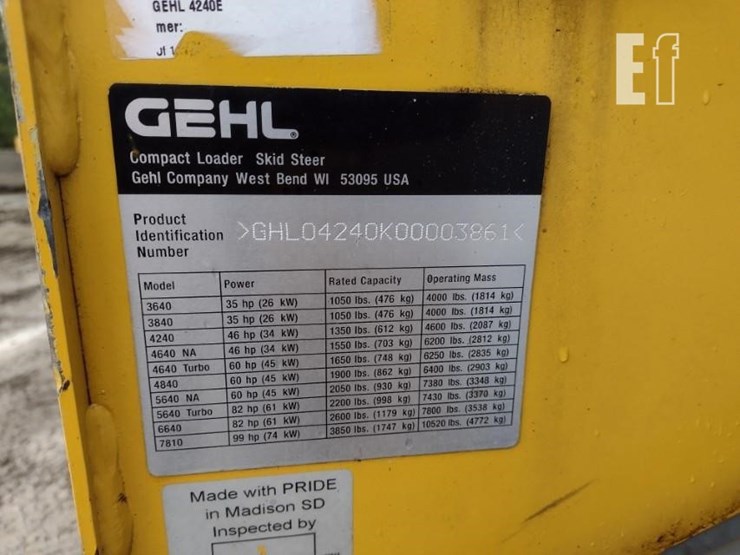 GEHL 4240E
mer:
Ef
GEHL®
Compact Loader Skid Steer
Gehl Company West Bend WI 53095 USA
Product
Identification
Number
>GHL04240K00003861<
Model Power Rated Capacity Operating Mass
3640 35 hp (26 kW) 1050 lbs. (476 kg) 4000 lbs. (1814 kg)
3840 35 hp (26 kW) 1050 lbs. (476 kg) 4000 lbs. (1814 kg)
4240 46 hp (34 kW) 1350 lbs. (612 kg) 4600 lbs. (2087 kg)
4640 NA 46 hp (34 kW) 1550 lbs. (703 kg) 6200 lbs. (2812 kg)
4640 Turbo 60 hp (45 kW) 1650 lbs. (748 kg) 6250 lbs. (2835 kg)
4840 60 hp (45 kW) 1900 lbs. (862 kg) 6400 lbs. (2903 kg)
5640 NA 60 hp (45 kW) 2050 lbs. (930 kg) 7380 lbs. (3348 kg)
5640 Turbo 82 hp (61 kW) 2200 lbs. (998 kg) 7430 lbs. (3370 kg)
6640 82 hp (61 kW) 2600 lbs. (1179 kg) 7800 lbs. (3538 kg)
7810 99 hp (74 kW) 3850 lbs. (1747 kg) 10520 lbs. (4772 kg)
Made with PRIDE
in Madison SD
Inspected by